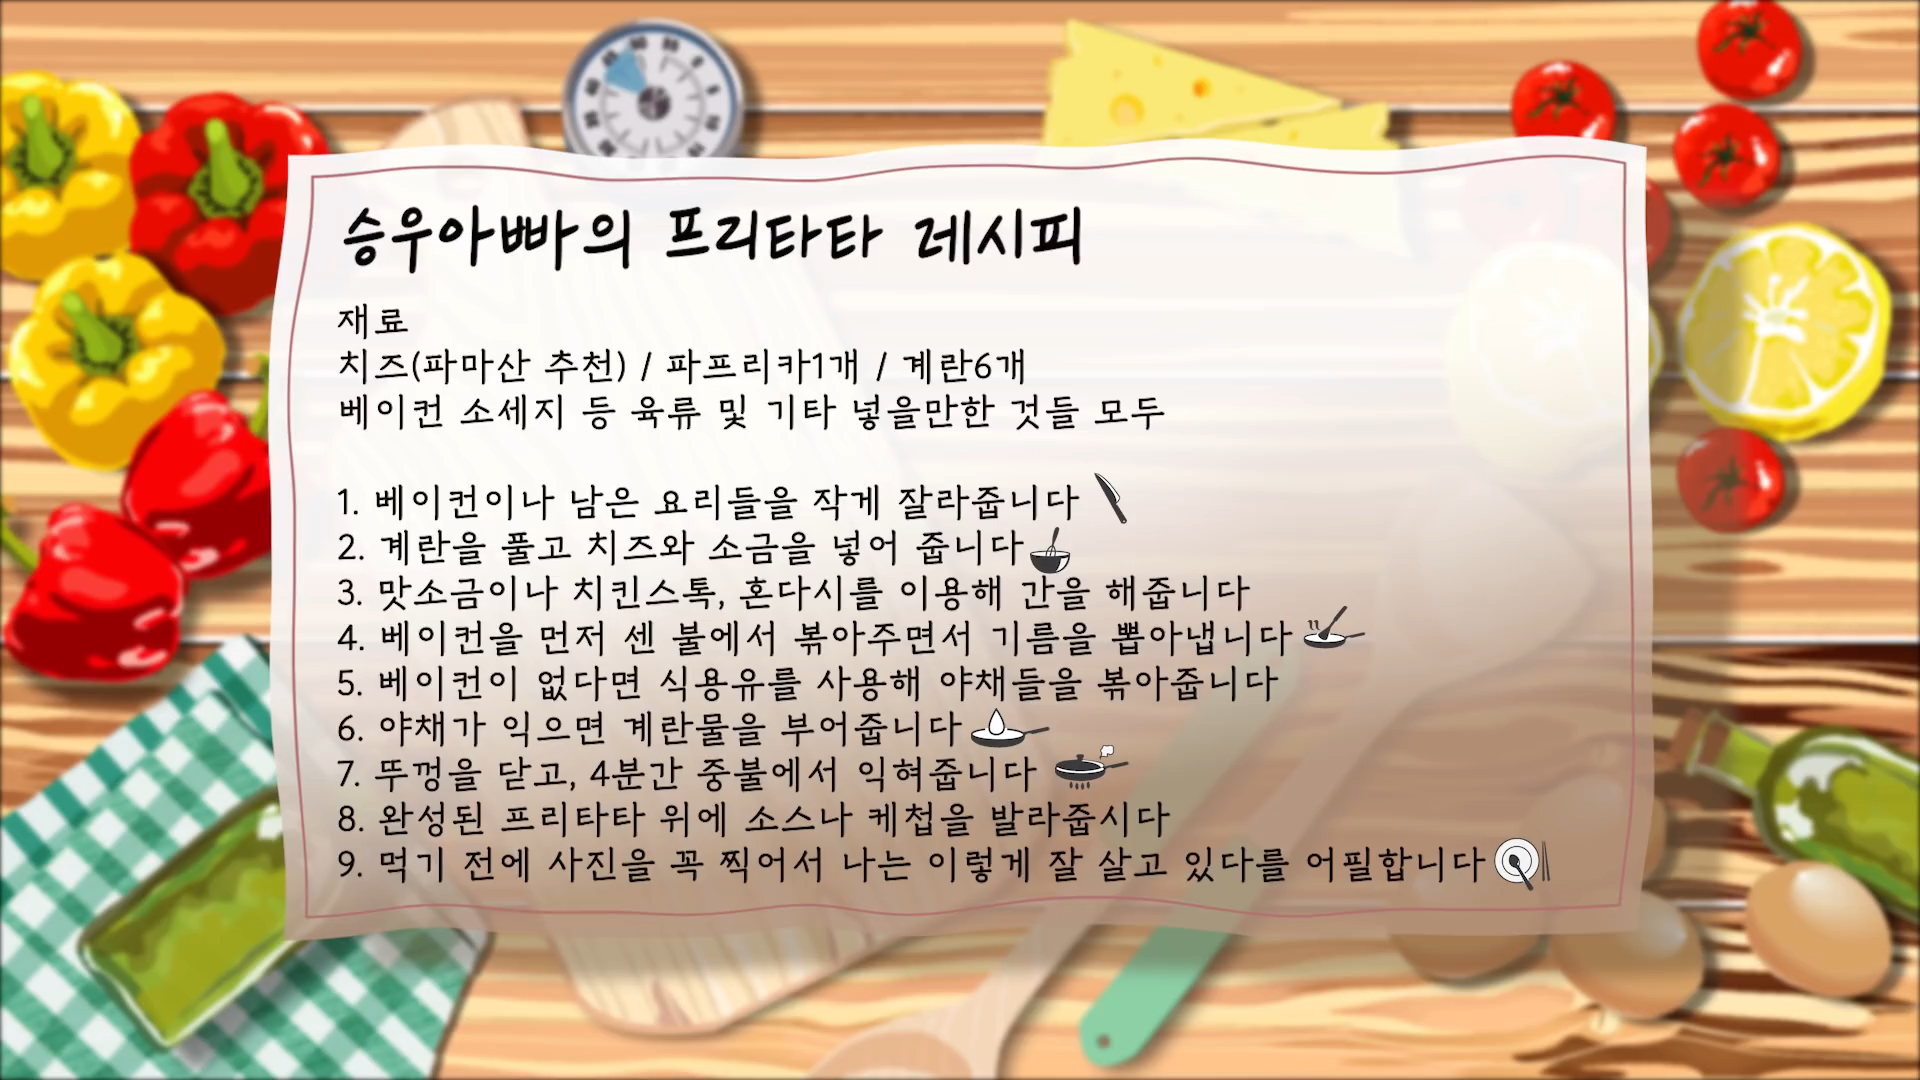 승우아빠의 프리타타 레시피
재료
치즈(파마산 추천) / 파프리카1개 / 계란6개
베이컨 소세지 등 육류 및 기타 넣을만한 것들 모두
1. 베이컨이나 남은 요리들을 작게 잘라줍니다
2. 계란을 풀고 치즈와 소금을 넣어 줍니다
3. 맛소금이나 치킨스톡, 혼다시를 이용해 간을 해줍니다
4. 베이컨을 먼저 센 불에서 볶아주면서 기름을 뽑아냅니다
5. 베이컨이 없다면 식용유를 사용해 야채들을 볶아줍니다
6. 야채가 익으면 계란물을 부어줍니다
7. 뚜껑을 닫고, 4분간 중불에서 익혀줍니다
8. 완성된 프리타타 위에 소스나 케첩을 발라줍시다
9. 먹기 전에 사진을 꼭 찍어서 나는 이렇게 잘 살고 있다를 어필합니다